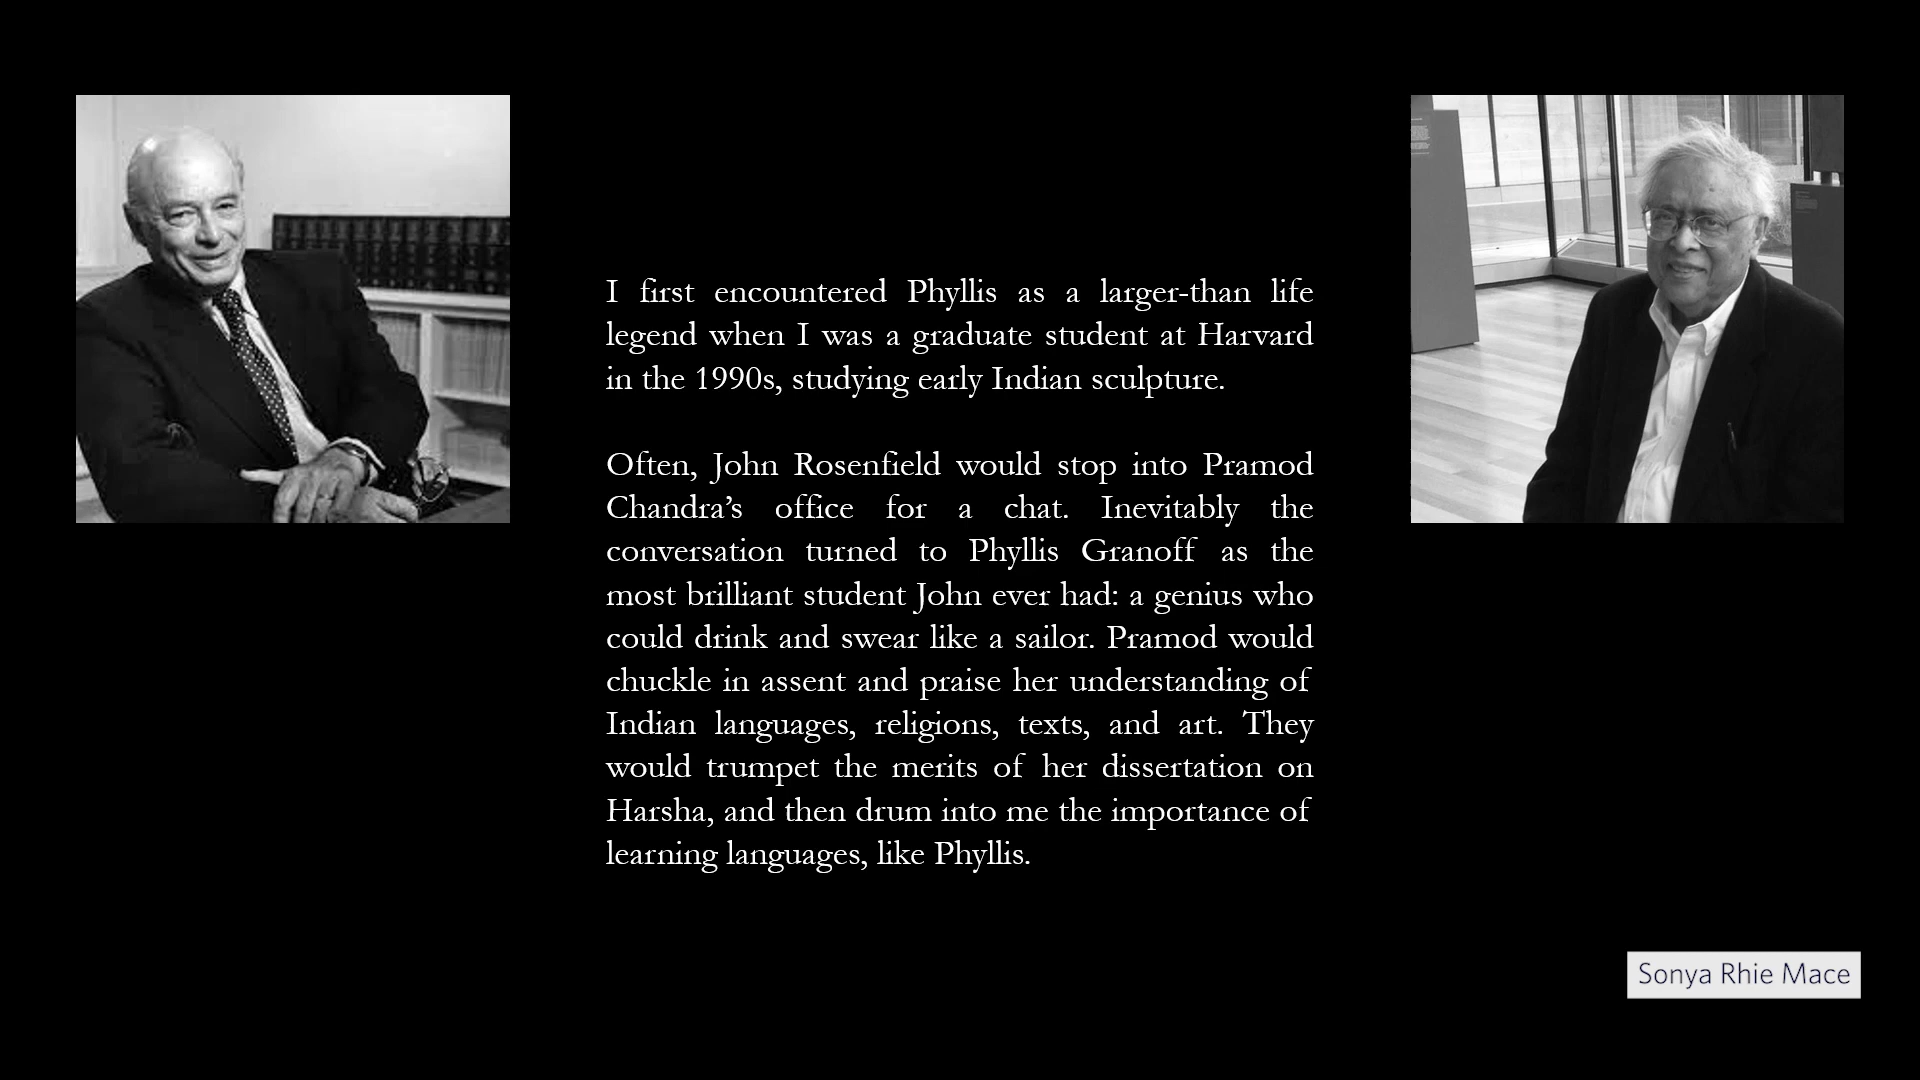 I first encountered Phyllis as a larger-than life
legend when I was a graduate student at Harvard
in the 1990s, studying early Indian sculpture.
Often, John Rosenfield would stop into Pramod
Chandra’s office for a chat. Inevitably the
conversation turned to Phyllis Granoff as the
most brilliant student John ever had: a genius who
could drink and swear like a sailor. Pramod would
chuckle in assent and praise her understanding of
Indian languages, religions, texts, and art. They
would trumpet the merits of her dissertation on
Harsha, and then drum into me the importance of
learning languages, like Phyllis.
Sonya Rhie Mace